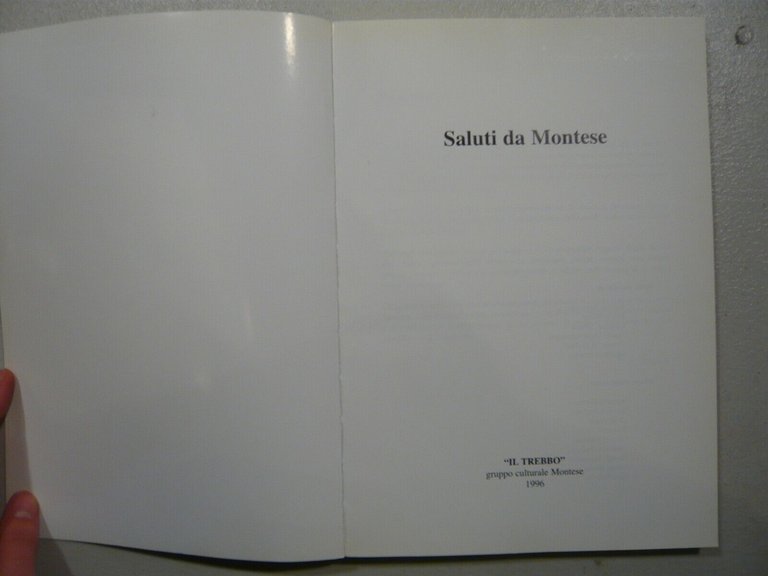 Saluti da Montese
“IL TREBBO”
gruppo culturale Montese
1996